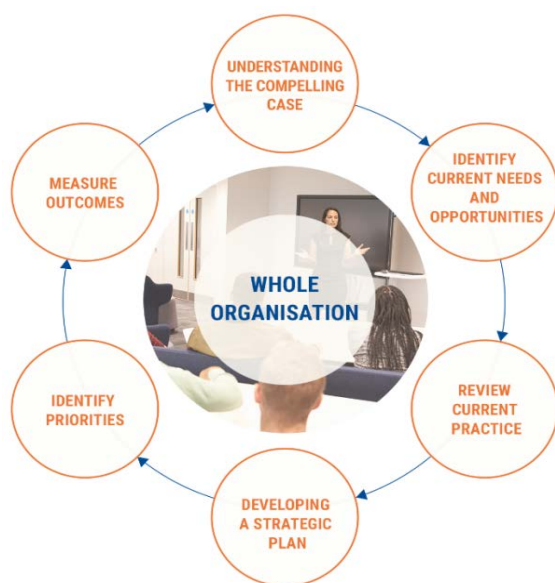 UNDERSTANDING
THE COMPELLING
CASE
IDENTIFY
CURRENT NEEDS
AND
OPPORTUNITIES
REVIEW
CURRENT
PRACTICE
DEVELOPING
A STRATEGIC
PLAN
IDENTIFY
PRIORITIES
MEASURE
OUTCOMES
WHOLE
ORGANISATION